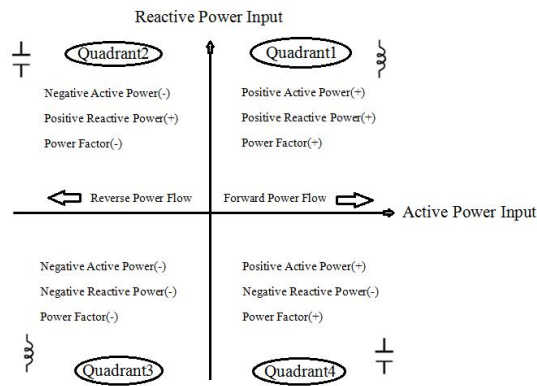 Reactive Power Input
Quadrant2
Quadrant1
Negative Active Power(-)
Positive Reactive Power(+)
Power Factor(-)
Positive Active Power(+)
Positive Reactive Power(+)
Power Factor(+)
Reverse Power Flow
Forward Power Flow
Active Power Input
Negative Active Power(-)
Negative Reactive Power(-)
Power Factor(-)
Positive Active Power(+)
Negative Reactive Power(-)
Power Factor(+)
Quadrant3
Quadrant4